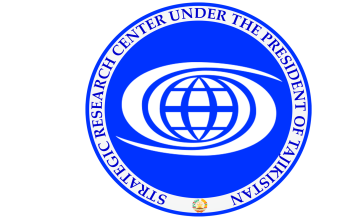 STRATEGIC RESEARCH CENTER UNDER THE PRESIDENT OF TAJIKISTAN